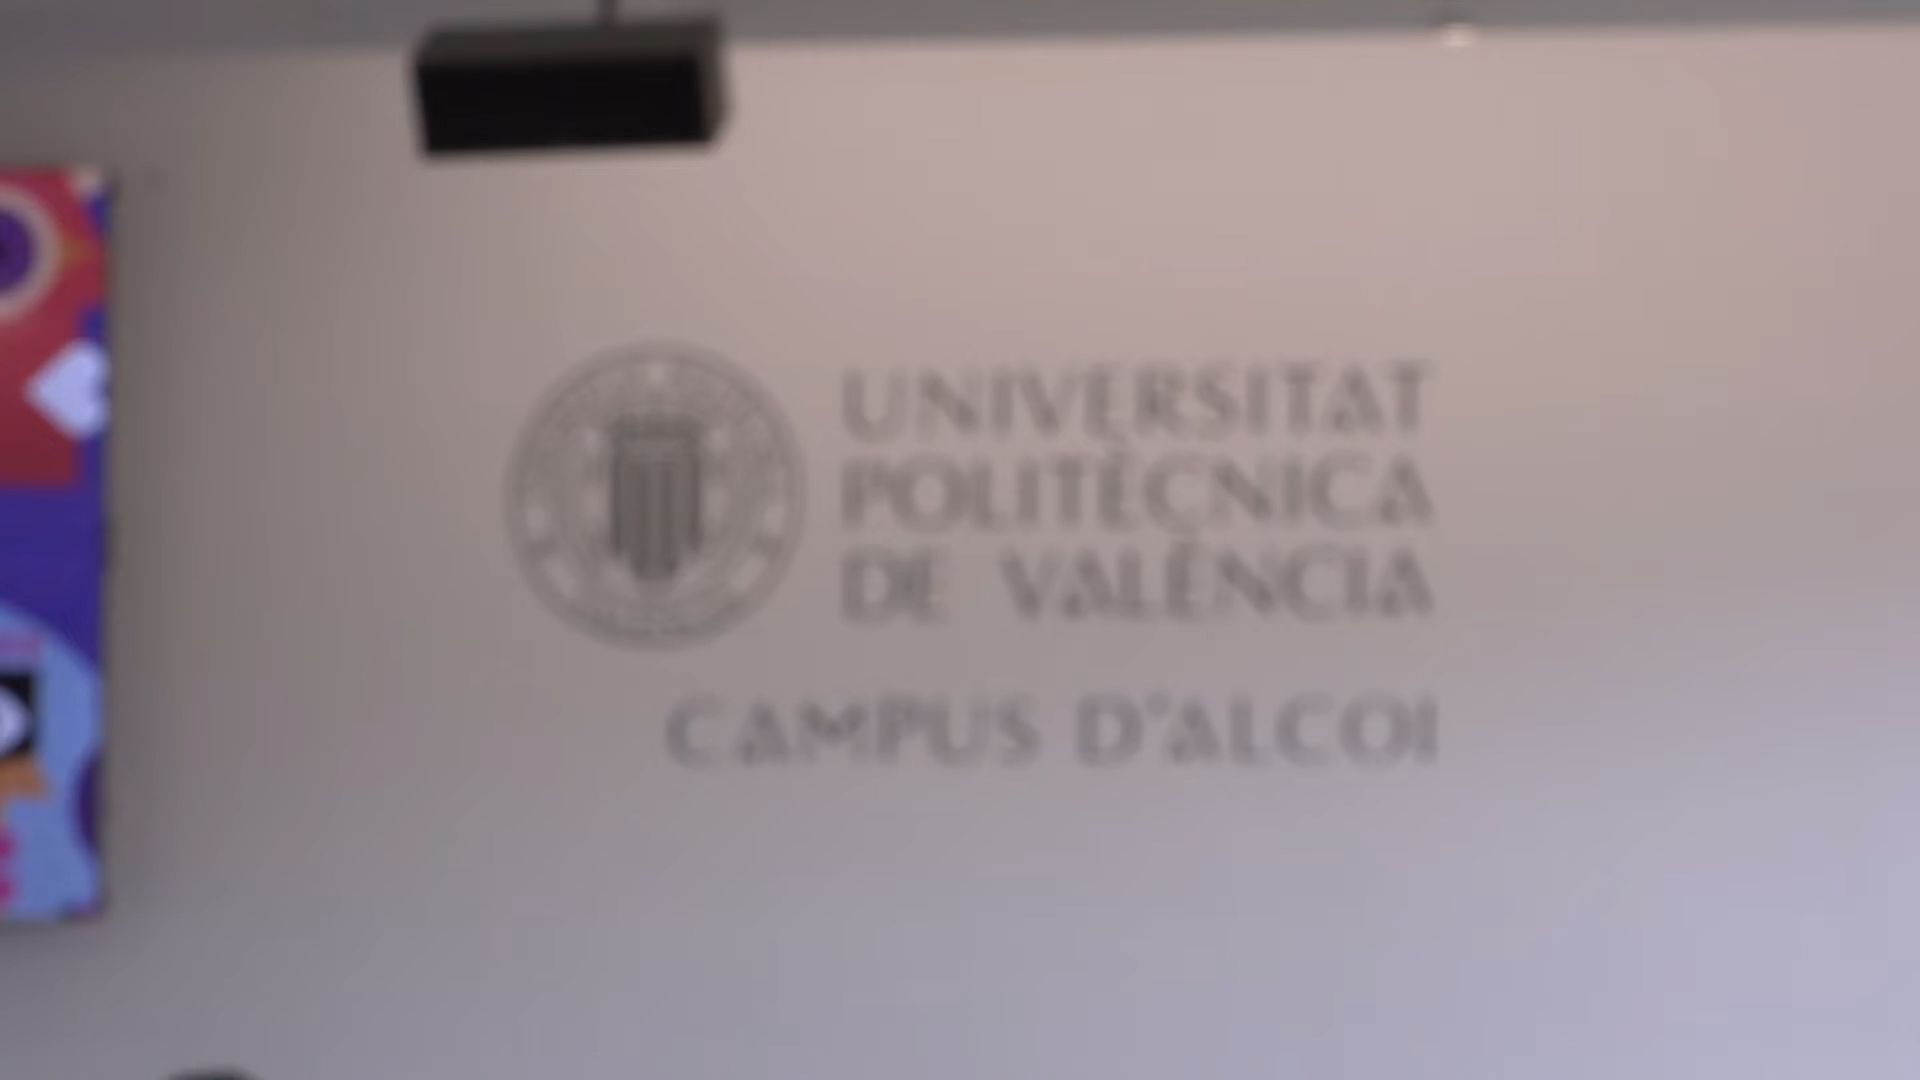 UNIVERSITAT
POLITÈCNICA
DE VALÈNCIA
CAMPUS D'ALCOI